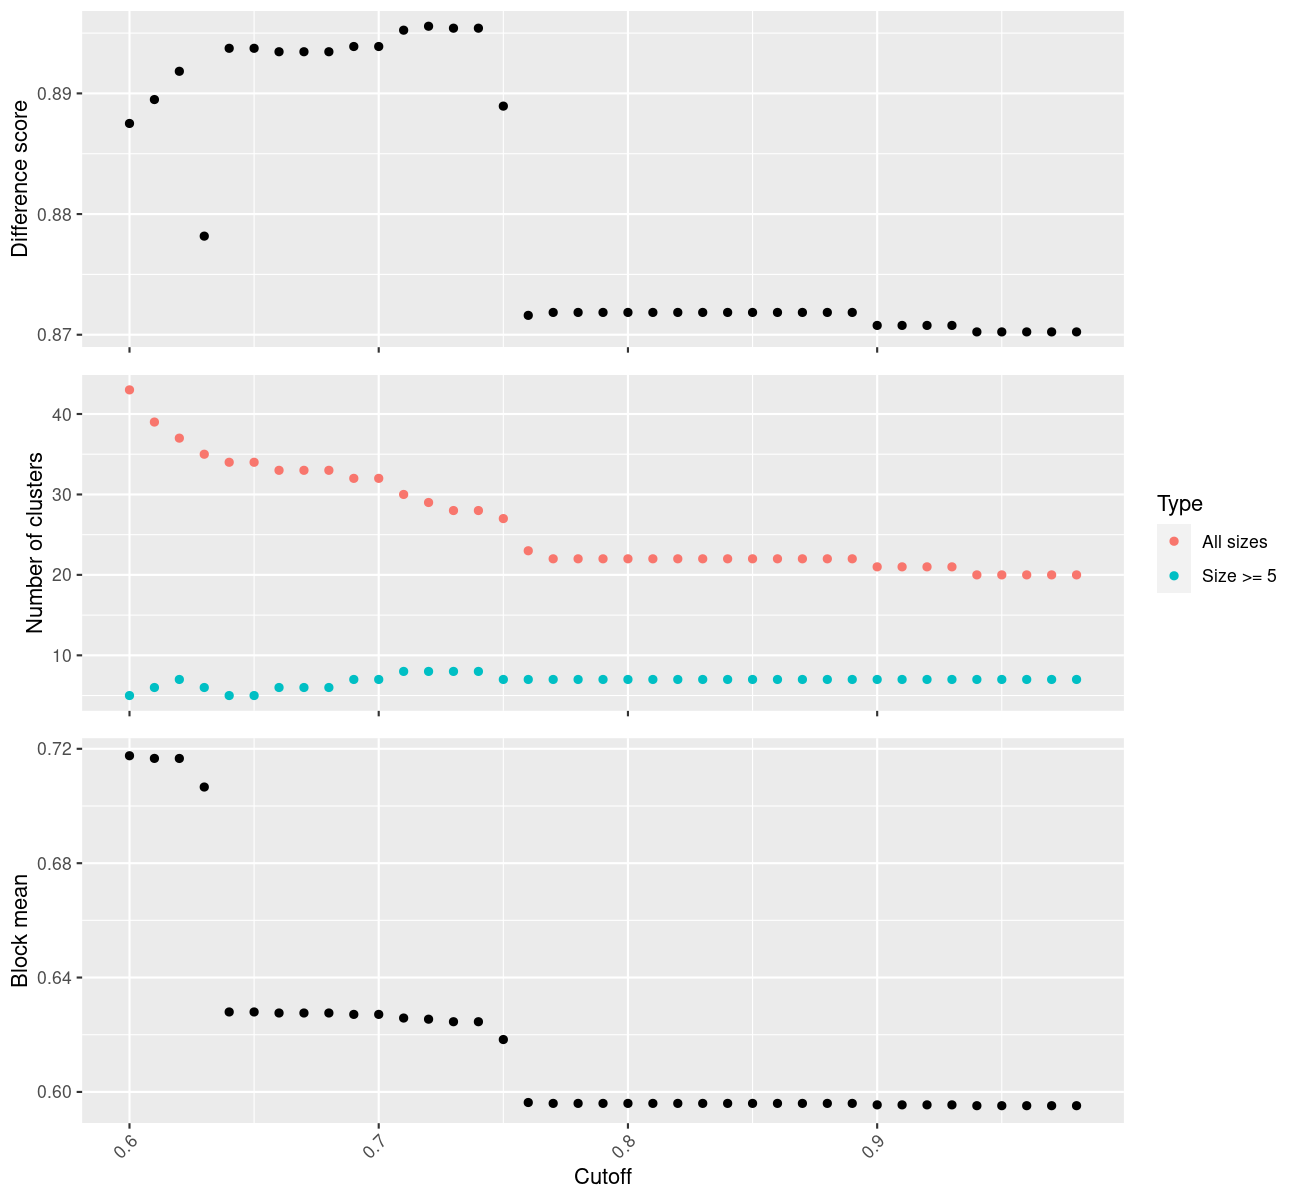 Difference score
0.89
0.88
0.87
Number of clusters
40
30
20
10
Type
All sizes
Size >= 5
Block mean
0.72
0.68
0.64
0.60
0.6
0.7
0.8
0.9
Cutoff